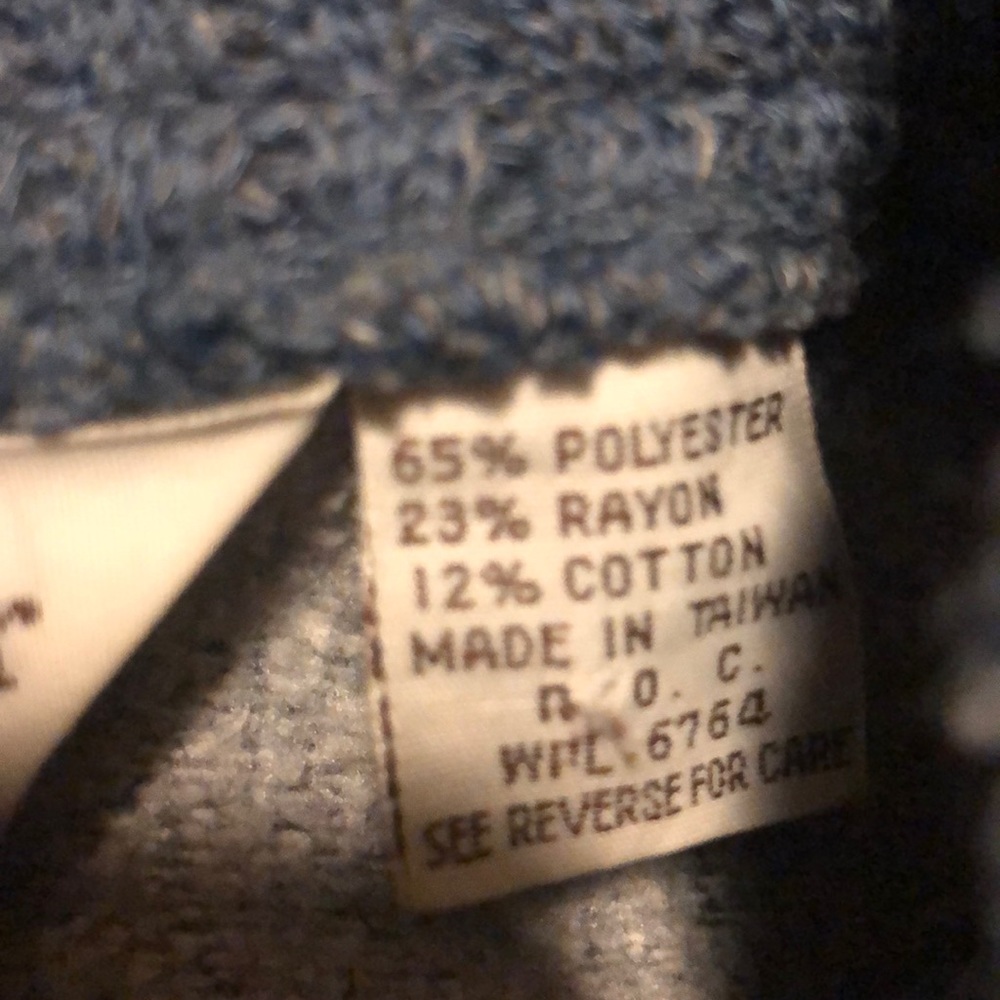 65% POLYESTER
23% RAYON
12% COTTON
MADE IN TAIWAN
R. O. C.
WPL 6764
SEE REVERSE FOR CARE